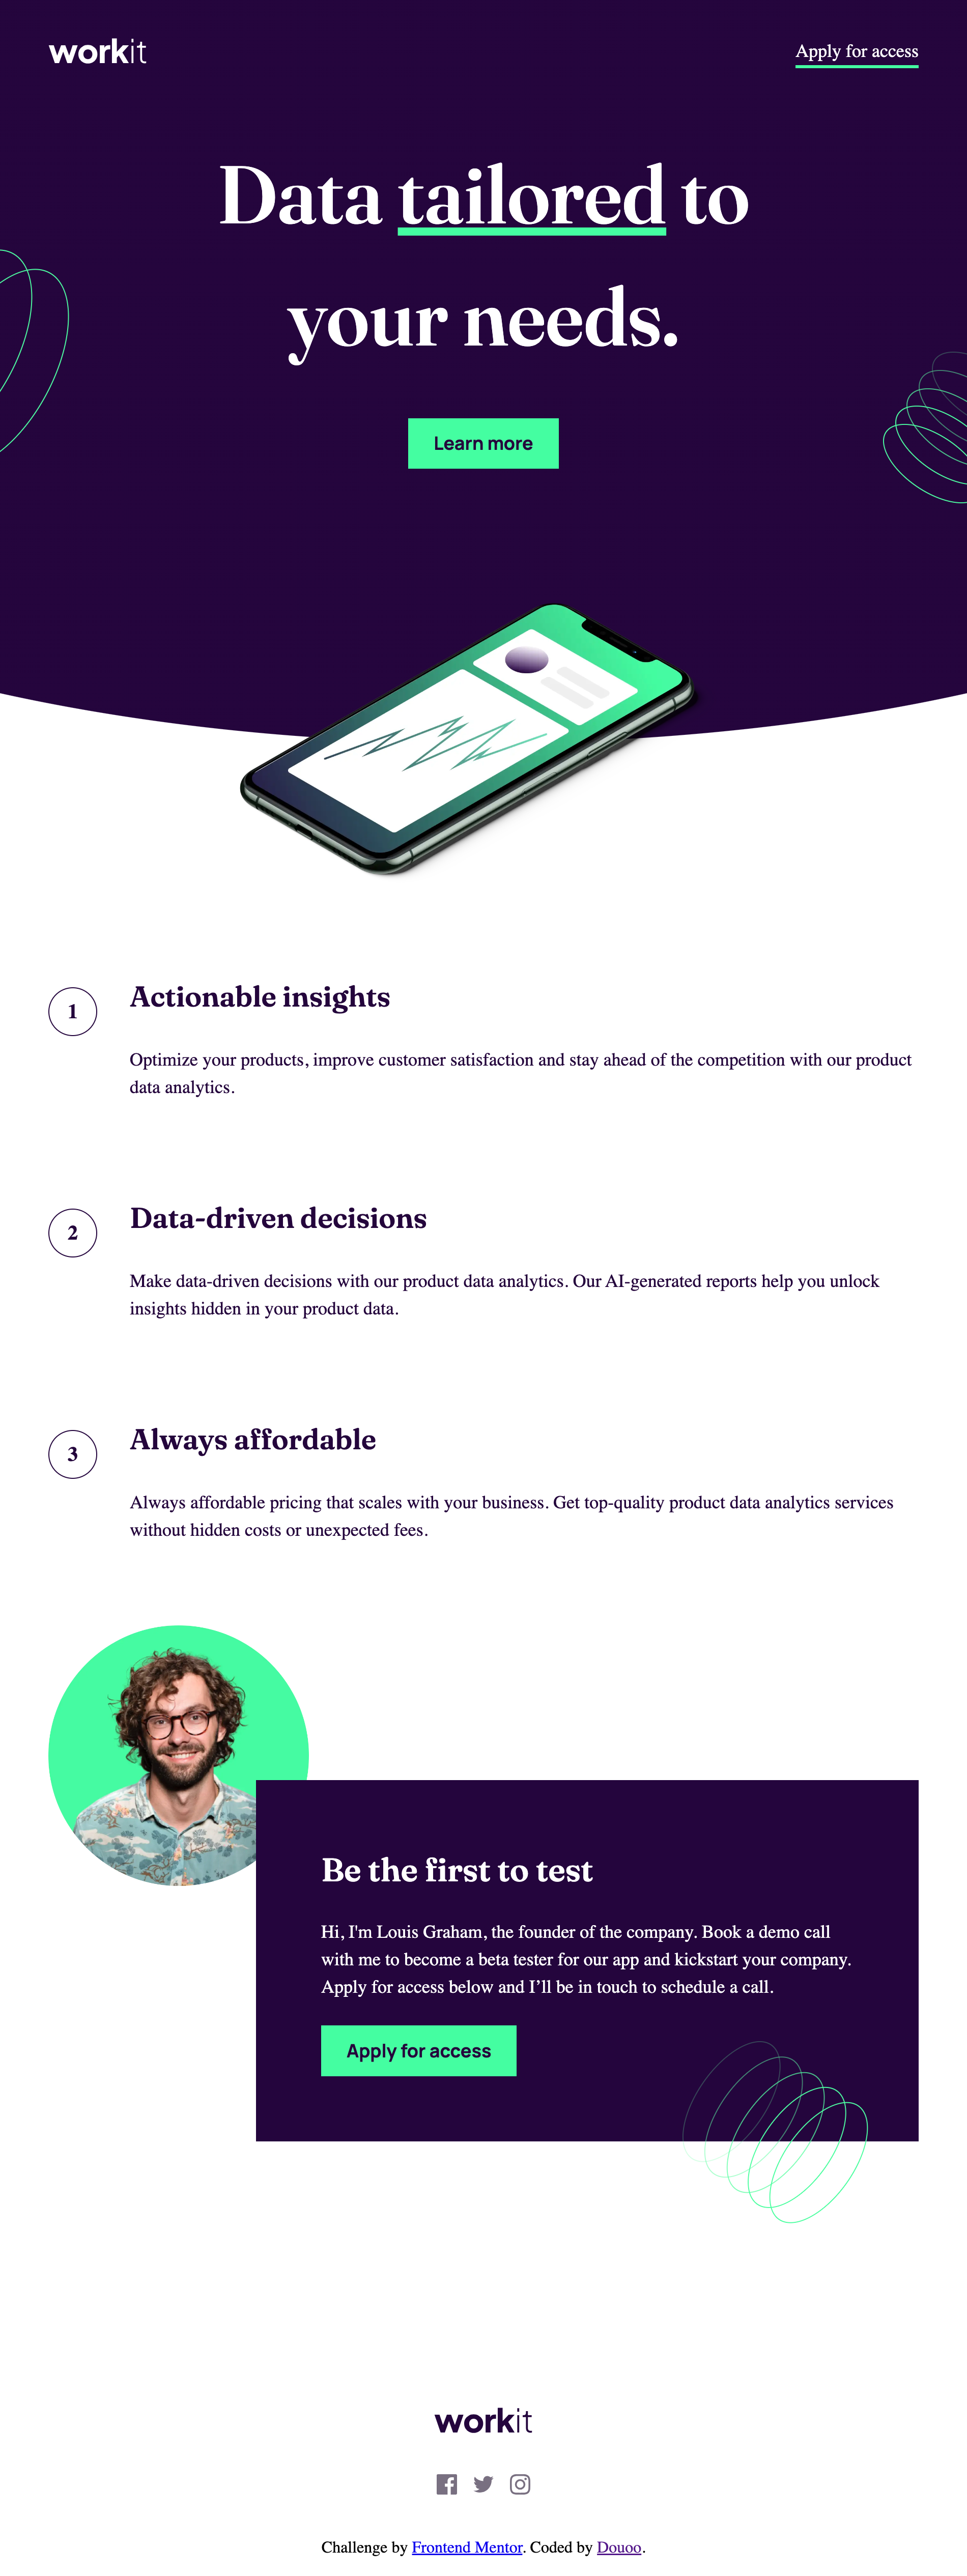 workit
Apply for access
Data tailored to
your needs.
Learn more
1
Actionable insights
Optimize your products, improve customer satisfaction and stay ahead of the competition with our product
data analytics.
2
Data-driven decisions
Make data-driven decisions with our product data analytics. Our AI-generated reports help you unlock
insights hidden in your product data.
3
Always affordable
Always affordable pricing that scales with your business. Get top-quality product data analytics services
without hidden costs or unexpected fees.
Be the first to test
Hi, I'm Louis Graham, the founder of the company. Book a demo call
with me to become a beta tester for our app and kickstart your company.
Apply for access below and I’ll be in touch to schedule a call.
Apply for access
workit
Challenge by Frontend Mentor. Coded by Douoo.